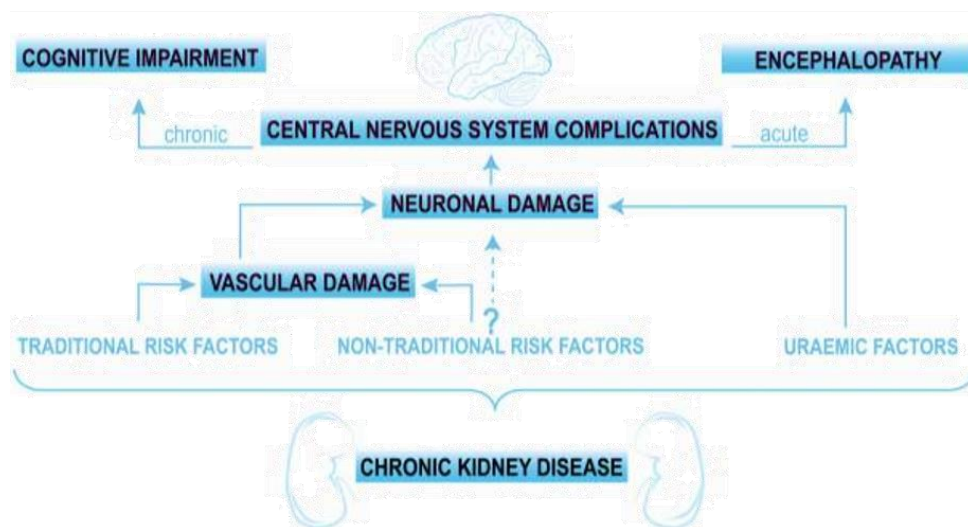 COGNITIVE IMPAIRMENT
ENCEPHALOPATHY
chronic
CENTRAL NERVOUS SYSTEM COMPLICATIONS
acute
NEURONAL DAMAGE
VASCULAR DAMAGE
?
TRADITIONAL RISK FACTORS
NON-TRADITIONAL RISK FACTORS
URAEMIC FACTORS
CHRONIC KIDNEY DISEASE